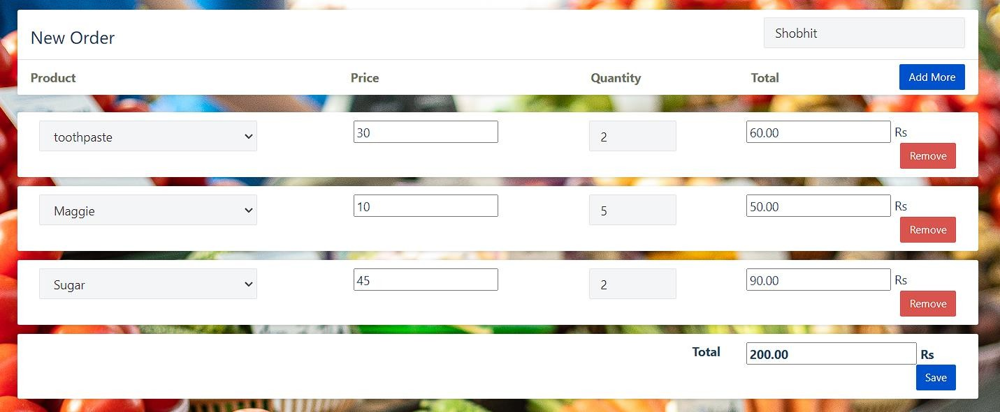 New Order Shobhit
Product Price Quantity Total Add More
toothpaste 30 2 60.00 Rs
Remove
Maggie 10 5 50.00 Rs
Remove
Sugar 45 2 90.00 Rs
Remove
Total 200.00 Rs
Save